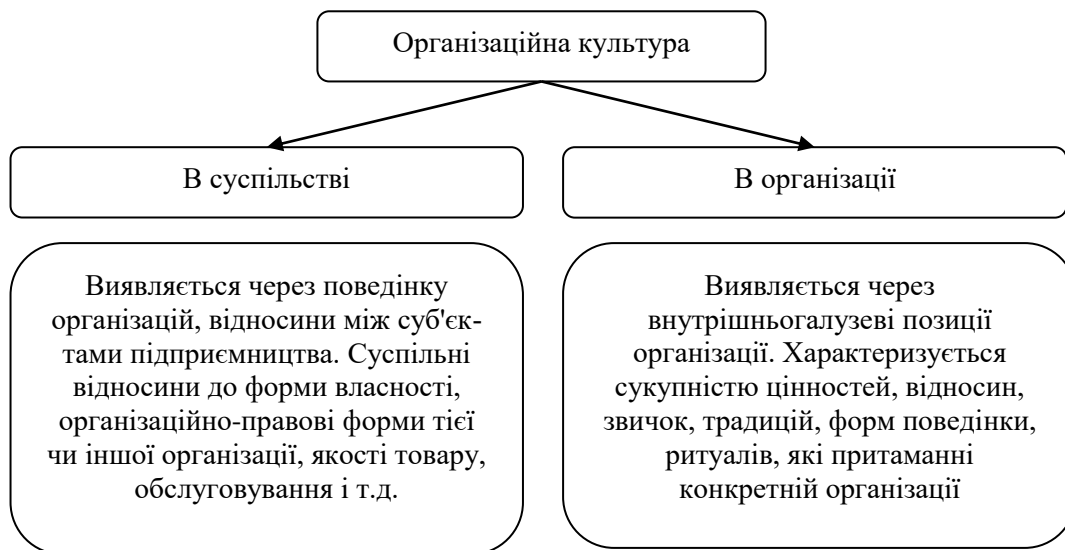 Організаційна культура
В суспільстві
В організації
Виявляється через поведінку
організацій, відносини між суб'єк-
тами підприємництва. Суспільні
відносини до форми власності,
організаційно-правові форми тієї
чи іншої організації, якості товару,
обслуговування і т.д.
Виявляється через
внутрішньогалузеві позиції
організації. Характеризується
сукупністю цінностей, відносин,
звичок, традицій, форм поведінки,
ритуалів, які притаманні
конкретній організації